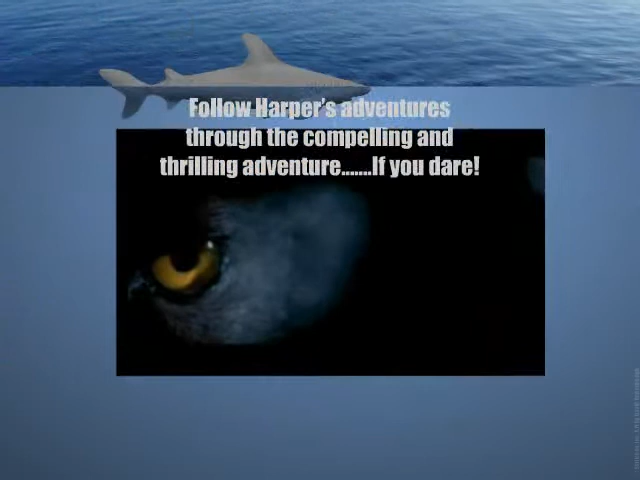 Follow Harper's adventures
through the compelling and
thrilling adventure.......If you dare!